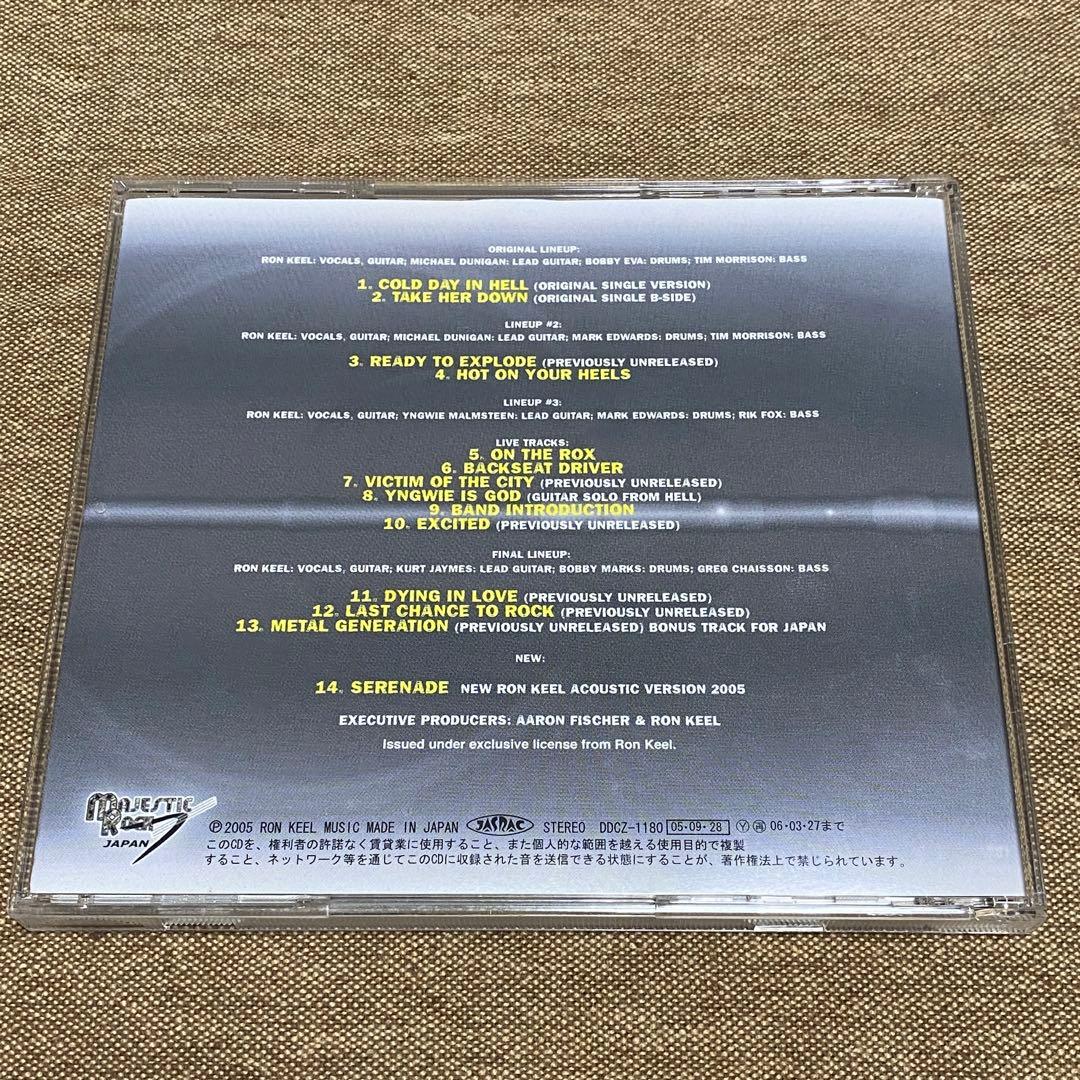 ORIGINAL LINEUP:
RON KEEL: VOCALS, GUITAR; MICHAEL DUNIGAN: LEAD GUITAR; BOBBY EVA: DRUMS; TIM MORRISON: BASS
1. COLD DAY IN HELL (ORIGINAL SINGLE VERSION)
2. TAKE HER DOWN (ORIGINAL SINGLE B-SIDE)
LINEUP #2:
RON KEEL: VOCALS, GUITAR; MICHAEL DUNIGAN: LEAD GUITAR; MARK EDWARDS: DRUMS; TIM MORRISON: BASS
3. READY TO EXPLODE (PREVIOUSLY UNRELEASED)
4. HOT ON YOUR HEELS
LINEUP #3:
RON KEEL: VOCALS, GUITAR; YNGWIE MALMSTEEN: LEAD GUITAR; MARK EDWARDS: DRUMS; RIK FOX: BASS
LIVE TRACKS:
5. ON THE ROX
6. BACKSEAT DRIVER
7. VICTIM OF THE CITY (PREVIOUSLY UNRELEASED)
8. YNGWIE IS GOD (GUITAR SOLO FROM HELL)
9. BAND INTRODUCTION
10. EXCITED (PREVIOUSLY UNRELEASED)
FINAL LINEUP:
RON KEEL: VOCALS, GUITAR; KURT JAYMES: LEAD GUITAR; BOBBY MARKS: DRUMS; GREG CHAISSON: BASS
11. DYING IN LOVE (PREVIOUSLY UNRELEASED)
12. LAST CHANCE TO ROCK (PREVIOUSLY UNRELEASED)
13. METAL GENERATION (PREVIOUSLY UNRELEASED) BONUS TRACK FOR JAPAN
NEW:
14. SERENADE NEW RON KEEL ACOUSTIC VERSION 2005
EXECUTIVE PRODUCERS: AARON FISCHER & RON KEEL
Issued under exclusive license from Ron Keel.
MAJESTIC
ROCK
JAPAN
Ⓟ2005 RON KEEL MUSIC MADE IN JAPAN JASRAC STEREO DDCZ-1180 05・09・28 Ⓨ㊢ 06・03・27まで
このCDを、権利者の許諾なく賃貸業に使用すること、また個人的な範囲を越える使用目的で複製
すること、ネットワーク等を通じてこのCDに収録された音を送信できる状態にすることが、著作権法上で禁じられています。